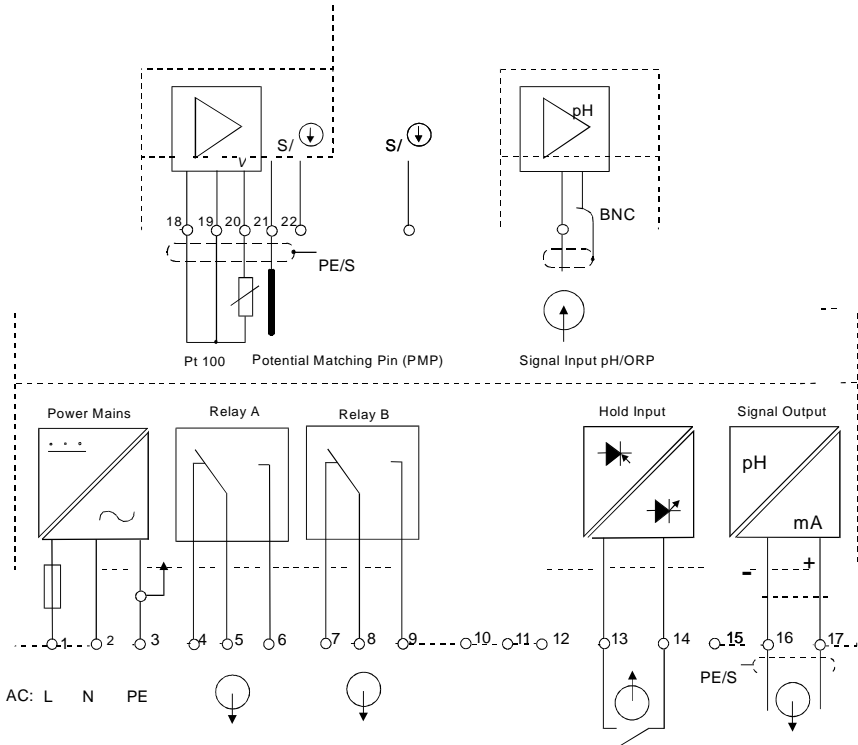 pH
S/
S/
V
18 19 20 21 22
BNC
PE/S
Pt 100 Potential Matching Pin (PMP) Signal Input pH/ORP
Power Mains Relay A Relay B Hold Input Signal Output
pH
mA
- +
1 2 3 4 5 6 7 8 9 10 11 12 13 14 15 16 17
PE/S
AC: L N PE